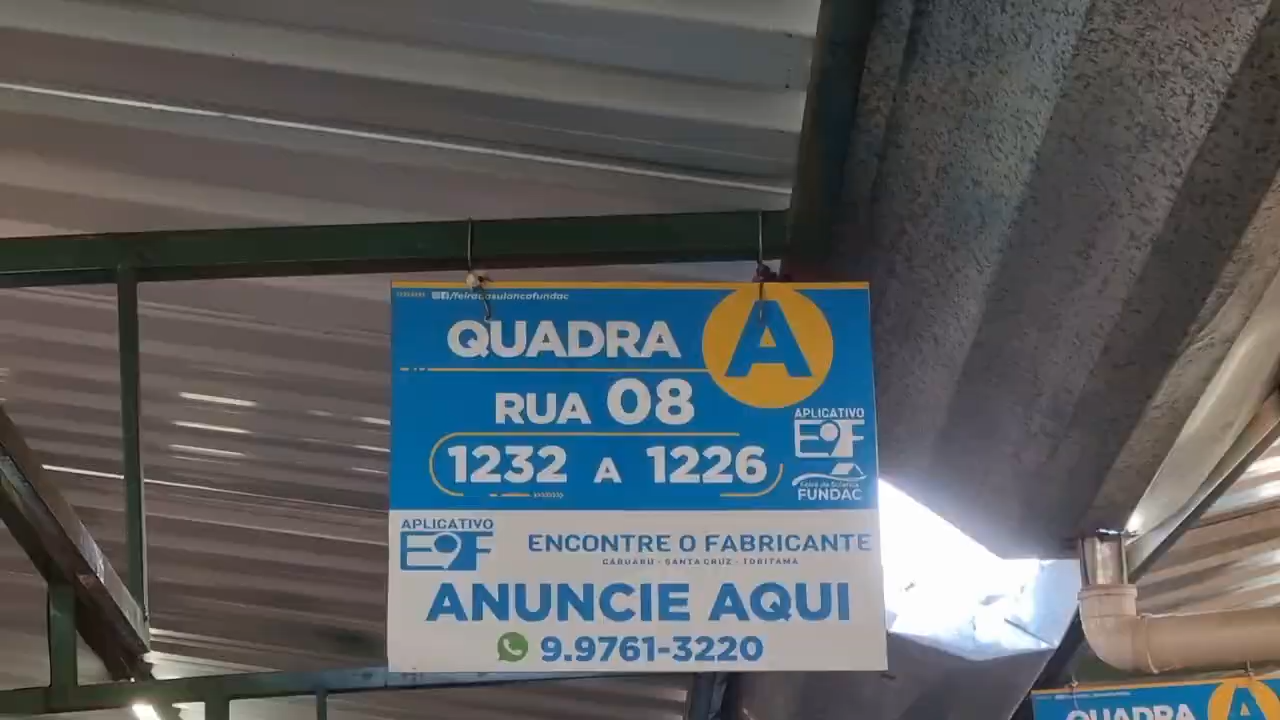 /feiradasulancafundac
QUADRA A
RUA 08
1232 A 1226
APLICATIVO
EOF
Feira da Sulanca
FUNDAC
APLICATIVO
EOF
ENCONTRE O FABRICANTE
CARUARU - SANTA CRUZ - TORITAMA
ANUNCIE AQUI
9.9761-3220
QUADRA A